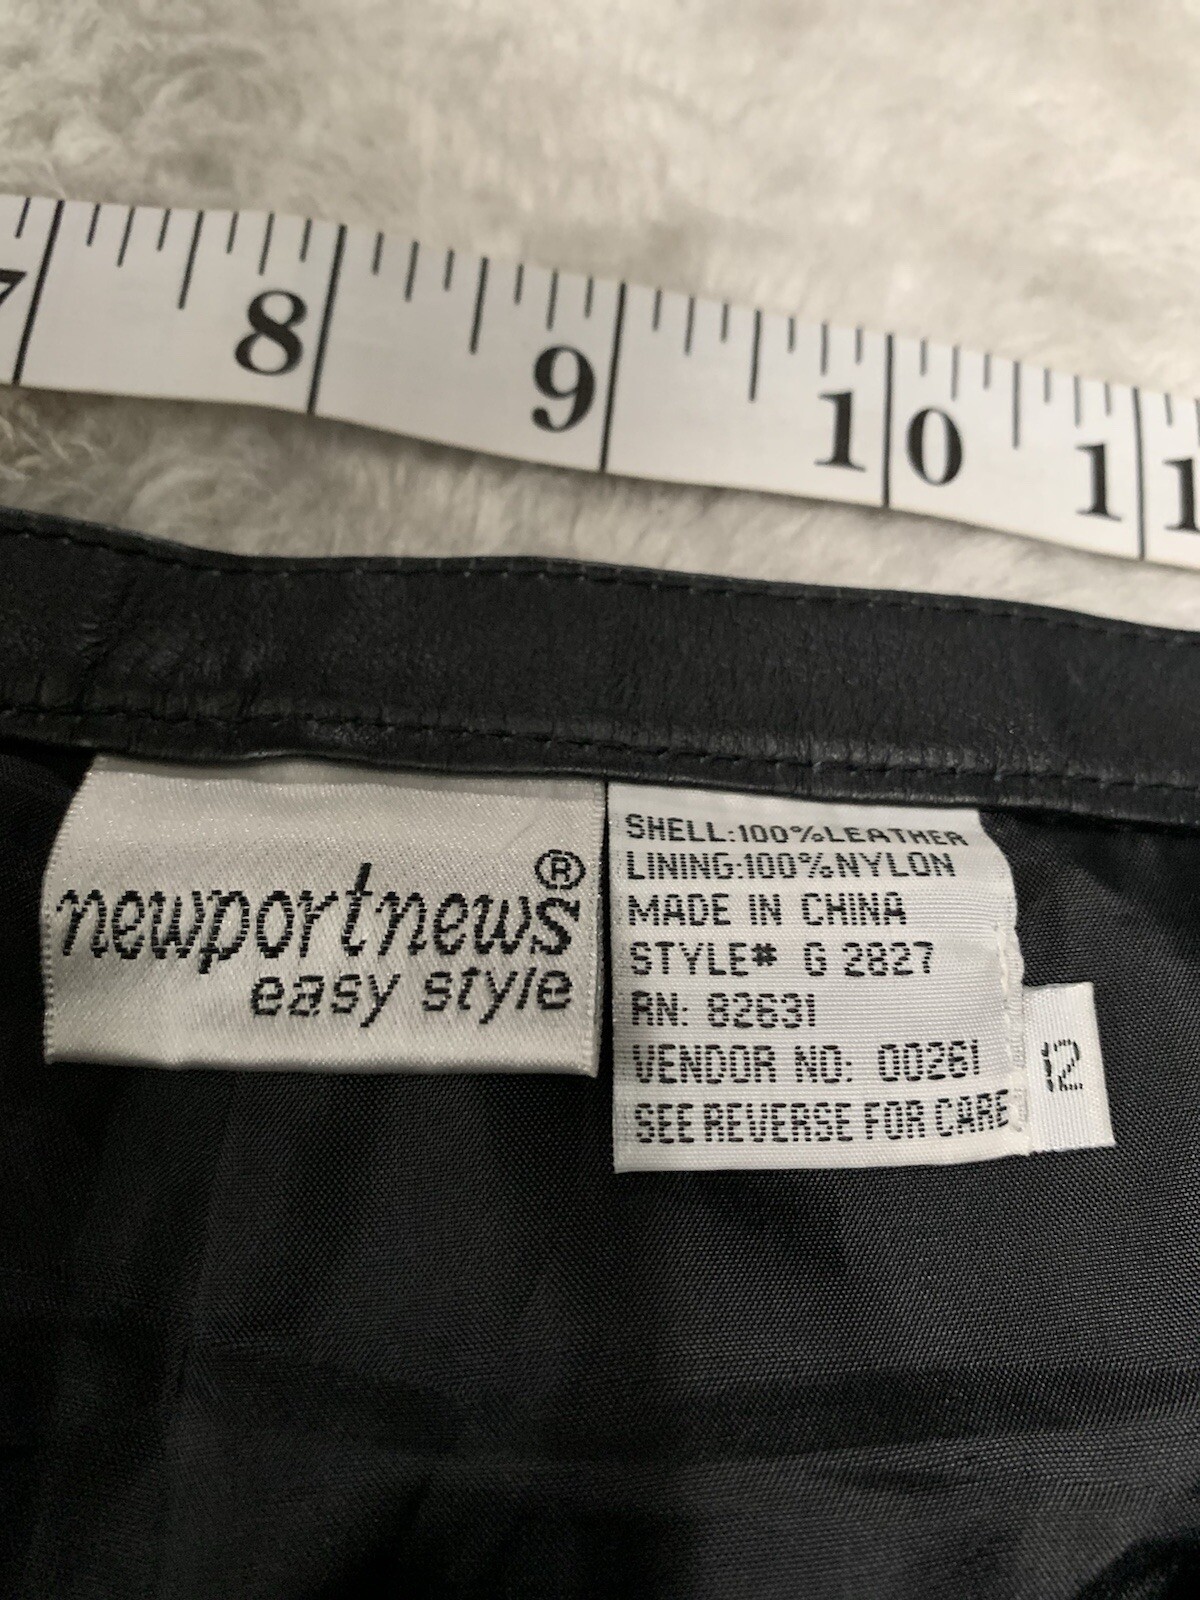 7 8 9 10 11
newportnews®
easy style
SHELL:100%LEATHER
LINING:100%NYLON
MADE IN CHINA
STYLE# G 2827
RN: 82631
VENDOR NO: 00261
SEE REVERSE FOR CARE
12